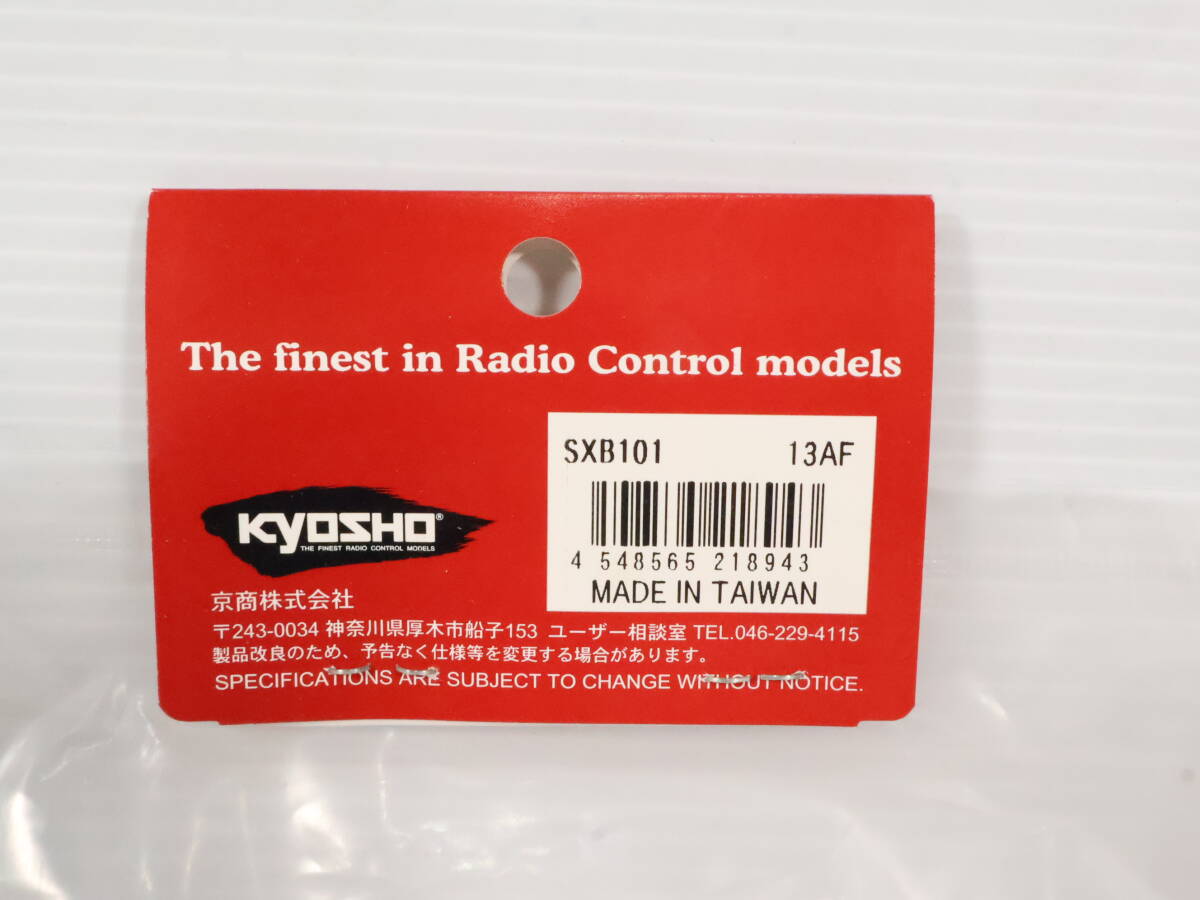 The finest in Radio Control models
SXB101 13AF
4 548565 218943
MADE IN TAIWAN
KYOSHO®
THE FINEST RADIO CONTROL MODELS
京商株式会社
〒243-0034 神奈川県厚木市船子153 ユーザー相談室 TEL.046-229-4115
製品改良のため、予告なく仕様等を変更する場合があります。
SPECIFICATIONS ARE SUBJECT TO CHANGE WITHOUT NOTICE.